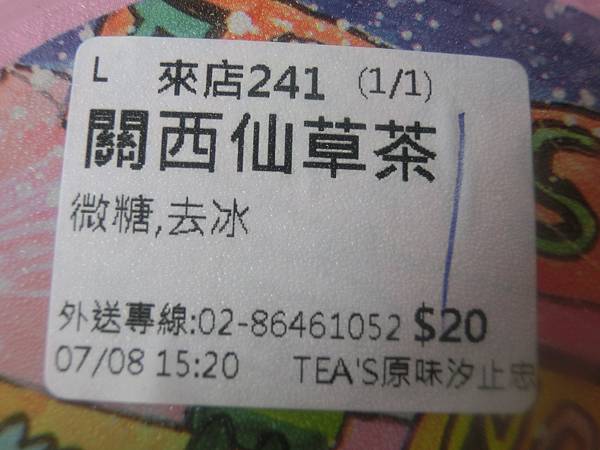 L 來店241 (1/1)
關西仙草茶
微糖,去冰
外送專線:02-86461052 $20
07/08 15:20 TEA'S原味汐止忠